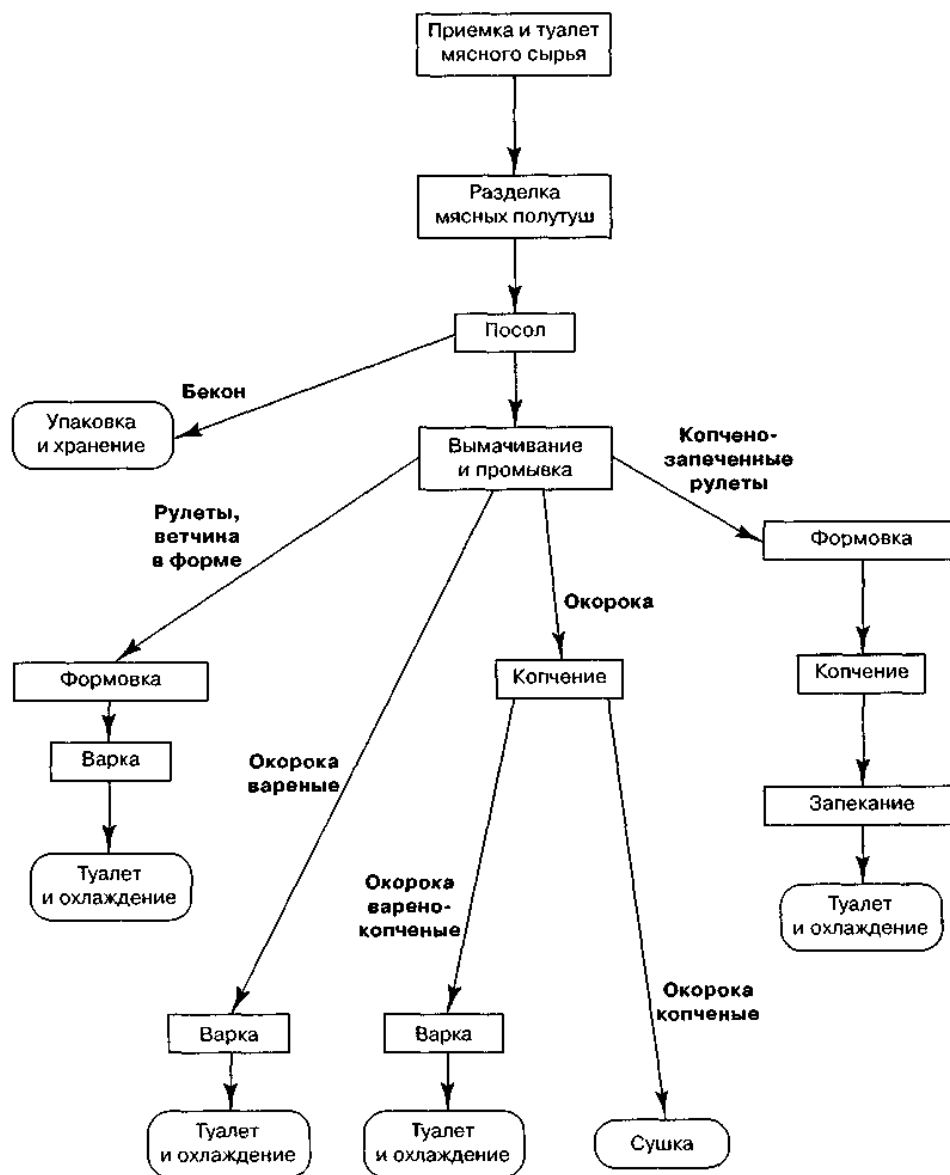 Приемка и туалет
мясного сырья
Разделка
мясных полутуш
Посол
Бекон
Упаковка
и хранение
Вымачивание
и промывка
Копчено-
запеченные
рулеты
Рулеты,
ветчина
в форме
Формовка
Окорока
Формовка
Копчение
Копчение
Варка
Окорока
вареные
Запекание
Туалет
и охлаждение
Окорока
варено-
копченые
Туалет
и охлаждение
Окорока
копченые
Варка
Варка
Туалет
и охлаждение
Туалет
и охлаждение
Сушка